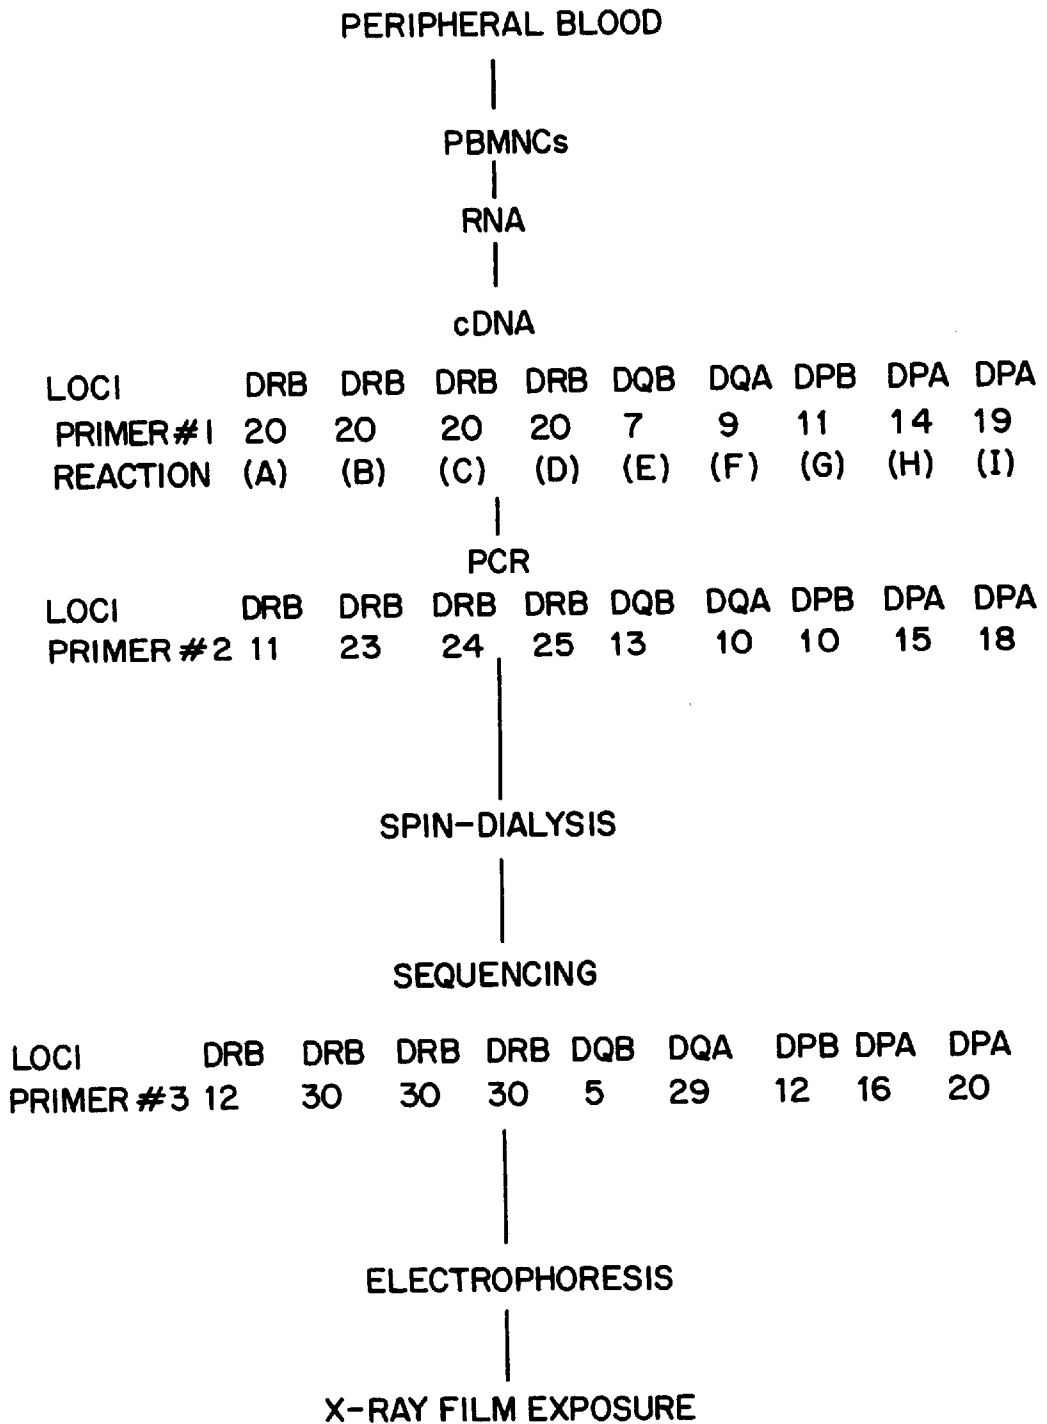 PERIPHERAL BLOOD
PBMNCs
RNA
cDNA
LOCI DRB DRB DRB DRB DQB DQA DPB DPA DPA
PRIMER #1 20 20 20 20 7 9 11 14 19
REACTION (A) (B) (C) (D) (E) (F) (G) (H) (I)
PCR
LOCI DRB DRB DRB DRB DQB DQA DPB DPA DPA
PRIMER #2 11 23 24 25 13 10 10 15 18
SPIN-DIALYSIS
SEQUENCING
LOCI DRB DRB DRB DRB DQB DQA DPB DPA DPA
PRIMER #3 12 30 30 30 5 29 12 16 20
ELECTROPHORESIS
X-RAY FILM EXPOSURE